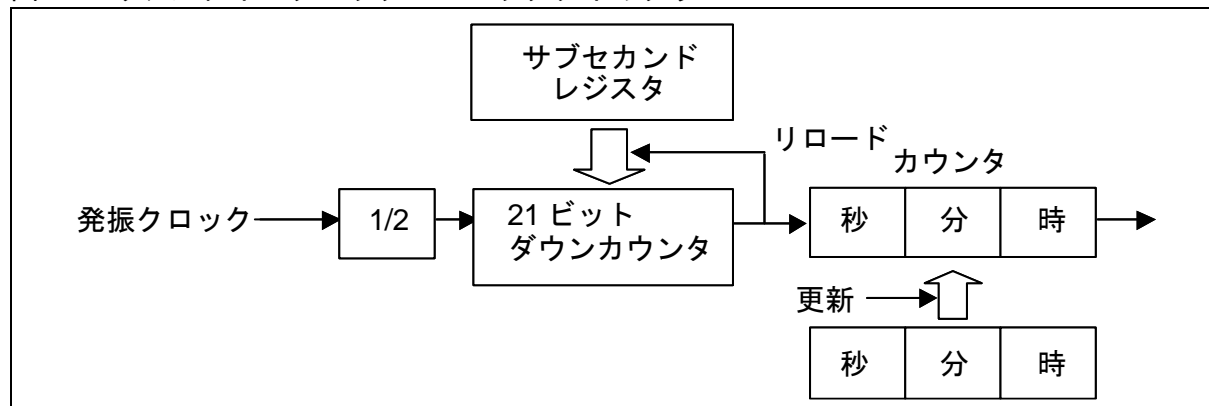 サブセカンド
レジスタ
リロード
カウンタ
発振クロック
1/2
21 ビット
ダウンカウンタ
秒 分 時
更新
秒 分 時